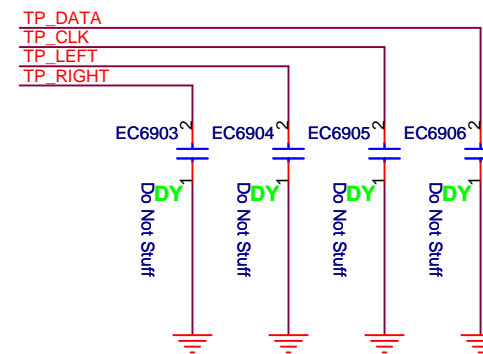 TP_DATA
TP_CLK
TP_LEFT
TP_RIGHT
EC6903 2 EC6904 2 EC6905 2 EC6906 2
1 1 1 1
DY DY DY DY
Do Not Stuff Do Not Stuff Do Not Stuff Do Not Stuff